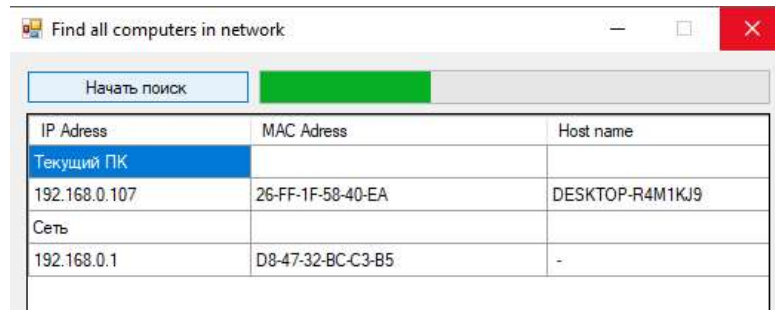 Find all computers in network
Начать поиск
IP Adress MAC Adress Host name
Текущий ПК
192.168.0.107 26-FF-1F-58-40-EA DESKTOP-R4M1KJ9
Сеть
192.168.0.1 D8-47-32-BC-C3-B5 -